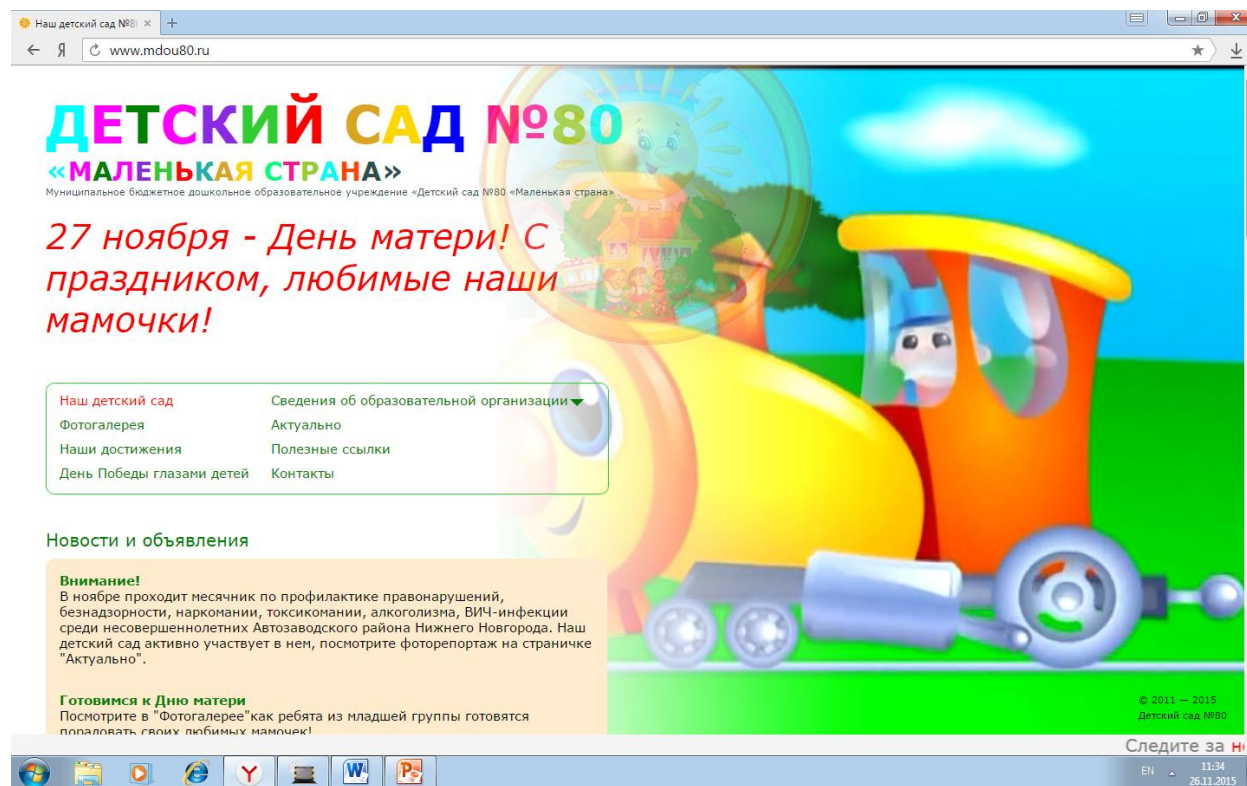 Наш детский сад №8
www.mdou80.ru
ДЕТСКИЙ САД №80
«МАЛЕНЬКАЯ СТРАНА»
Муниципальное бюджетное дошкольное образовательное учреждение «Детский сад №80 «Маленькая страна»
27 ноября - День матери! С
праздником, любимые наши
мамочки!
Наш детский сад
Сведения об образовательной организации
Фотогалерея
Актуально
Наши достижения
Полезные ссылки
День Победы глазами детей
Контакты
Новости и объявления
Внимание!
В ноябре проходит месячник по профилактике правонарушений,
безнадзорности, наркомании, токсикомании, алкоголизма, ВИЧ-инфекции
среди несовершеннолетних Автозаводского района Нижнего Новгорода. Наш
детский сад активно участвует в нем, посмотрите фоторепортаж на страничке
"Актуально".
Готовимся к Дню матери
Посмотрите в "Фотогалерее"как ребята из младшей группы готовятся
порадовать своих любимых мамочек!
© 2011 — 2015
Детский сад №80
Следите за
EN
11:34
26.11.2015